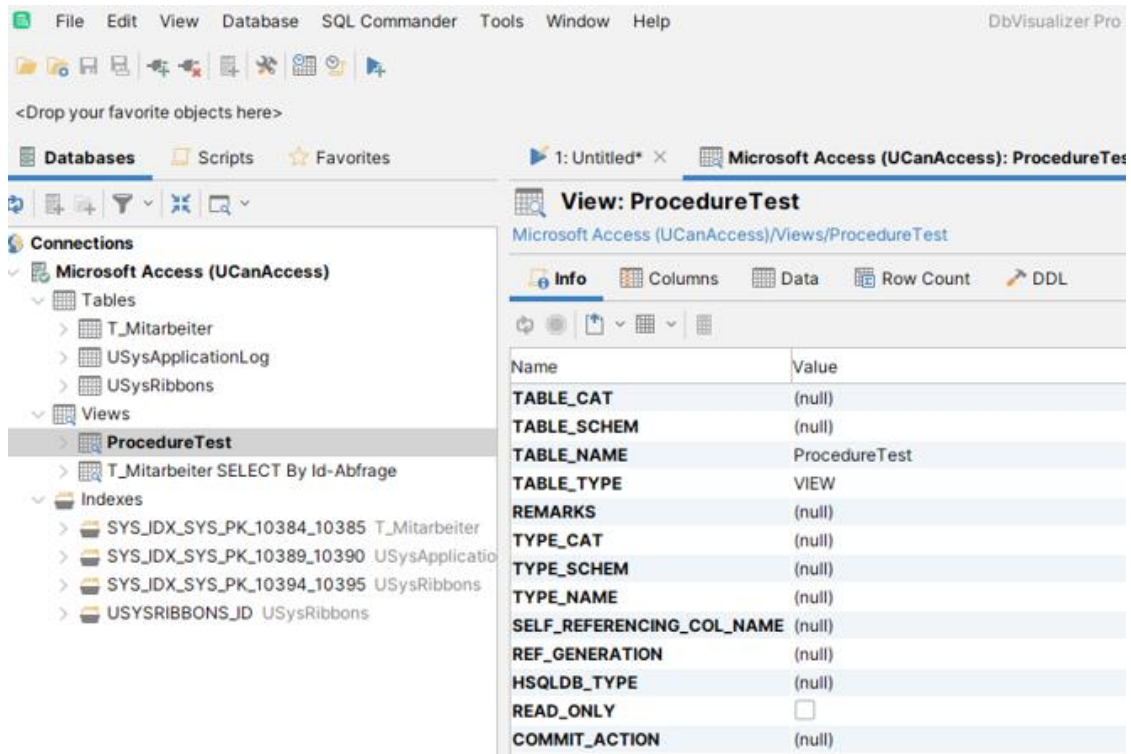 File Edit View Database SQL Commander Tools Window Help DbVisualizer Pro
<Drop your favorite objects here>
Databases Scripts Favorites
Connections
Microsoft Access (UCanAccess)
Tables
T_Mitarbeiter
USysApplicationLog
USysRibbons
Views
ProcedureTest
T_Mitarbeiter SELECT By Id-Abfrage
Indexes
SYS_IDX_SYS_PK_10384_10385 T_Mitarbeiter
SYS_IDX_SYS_PK_10389_10390 USysApplicatio
SYS_IDX_SYS_PK_10394_10395 USysRibbons
USYSRIBBONS_ID USysRibbons
1: Untitled* Microsoft Access (UCanAccess): ProcedureTes
View: ProcedureTest
Microsoft Access (UCanAccess)/Views/ProcedureTest
Info Columns Data Row Count DDL
Name Value
TABLE_CAT (null)
TABLE_SCHEM (null)
TABLE_NAME ProcedureTest
TABLE_TYPE VIEW
REMARKS (null)
TYPE_CAT (null)
TYPE_SCHEM (null)
TYPE_NAME (null)
SELF_REFERENCING_COL_NAME (null)
REF_GENERATION (null)
HSQLDB_TYPE (null)
READ_ONLY
COMMIT_ACTION (null)